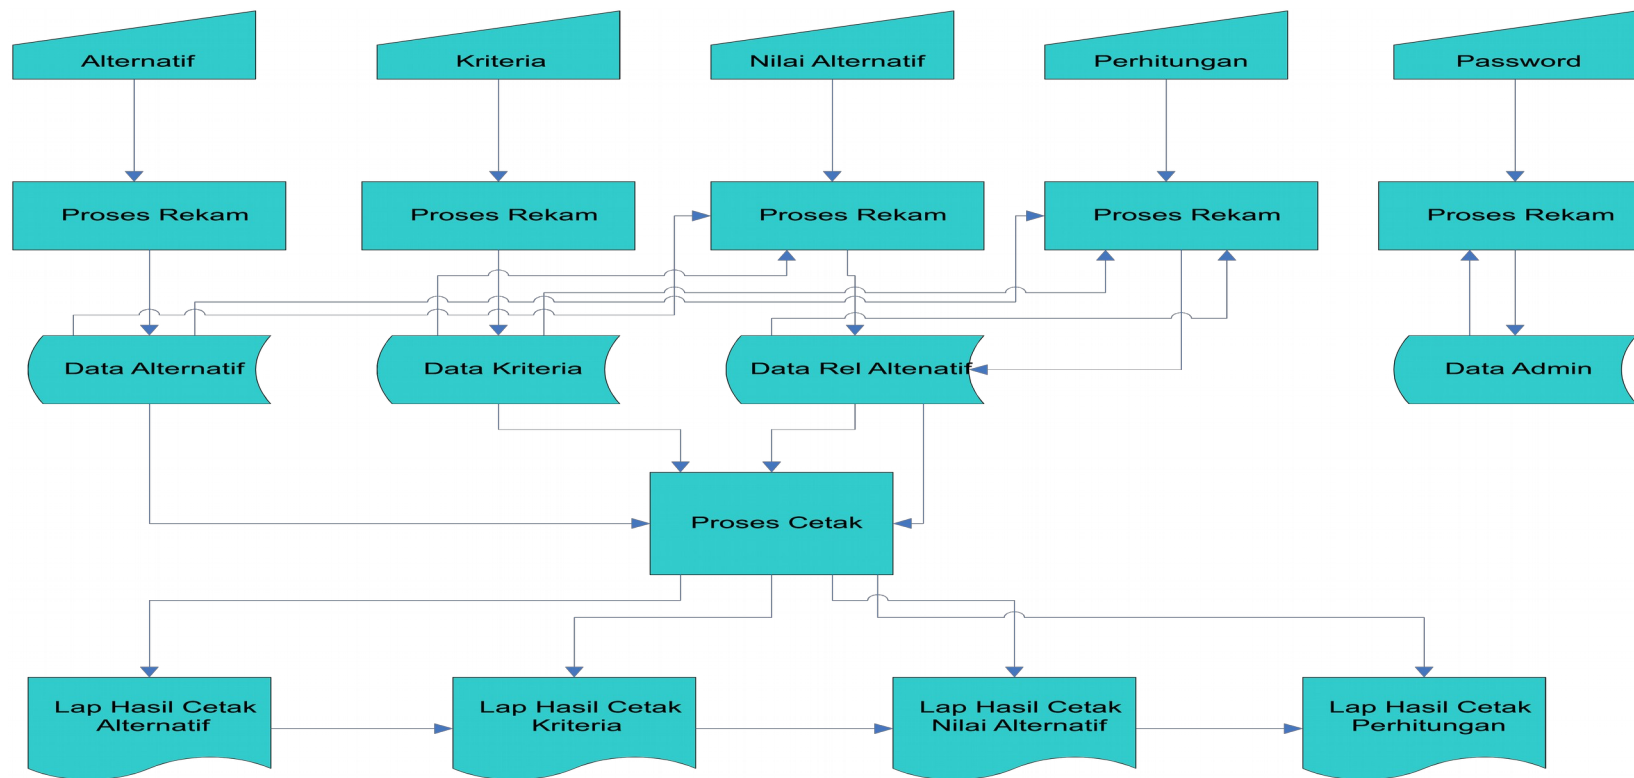 Alternatif
Kriteria
Nilai Alternatif
Perhitungan
Password
Proses Rekam
Proses Rekam
Proses Rekam
Proses Rekam
Proses Rekam
Data Alternatif
Data Kriteria
Data Rel Altenatif
Data Admin
Proses Cetak
Lap Hasil Cetak
Alternatif
Lap Hasil Cetak
Kriteria
Lap Hasil Cetak
Nilai Alternatif
Lap Hasil Cetak
Perhitungan